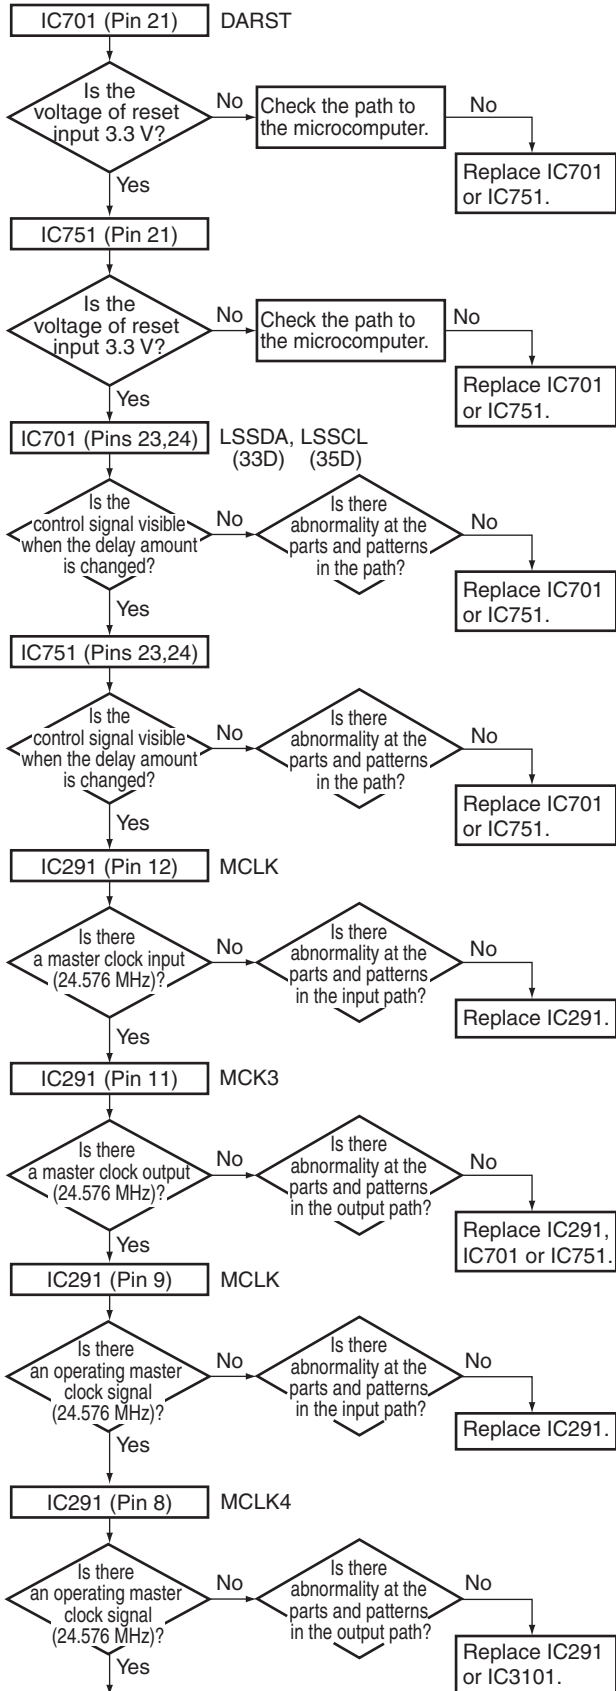 IC701 (Pin 21) DARST
Is the
voltage of reset
input 3.3 V?
No
Check the path to
the microcomputer.
No
Replace IC701
or IC751.
Yes
IC751 (Pin 21)
Is the
voltage of reset
input 3.3 V?
No
Check the path to
the microcomputer.
No
Replace IC701
or IC751.
Yes
IC701 (Pins 23,24) LSSDA, LSSCL
(33D) (35D)
Is the
control signal visible
when the delay amount
is changed?
No
Is there
abnormality at the
parts and patterns
in the path?
No
Replace IC701
or IC751.
Yes
IC751 (Pins 23,24)
Is the
control signal visible
when the delay amount
is changed?
No
Is there
abnormality at the
parts and patterns
in the path?
No
Replace IC701
or IC751.
Yes
IC291 (Pin 12) MCLK
Is there
a master clock input
(24.576 MHz)?
No
Is there
abnormality at the
parts and patterns
in the input path?
No
Replace IC291.
Yes
IC291 (Pin 11) MCK3
Is there
a master clock output
(24.576 MHz)?
No
Is there
abnormality at the
parts and patterns
in the output path?
No
Replace IC291,
IC701 or IC751.
Yes
IC291 (Pin 9) MCLK
Is there
an operating master
clock signal
(24.576 MHz)?
No
Is there
abnormality at the
parts and patterns
in the input path?
No
Replace IC291.
Yes
IC291 (Pin 8) MCLK4
Is there
an operating master
clock signal
(24.576 MHz)?
No
Is there
abnormality at the
parts and patterns
in the output path?
No
Replace IC291
or IC3101.
Yes